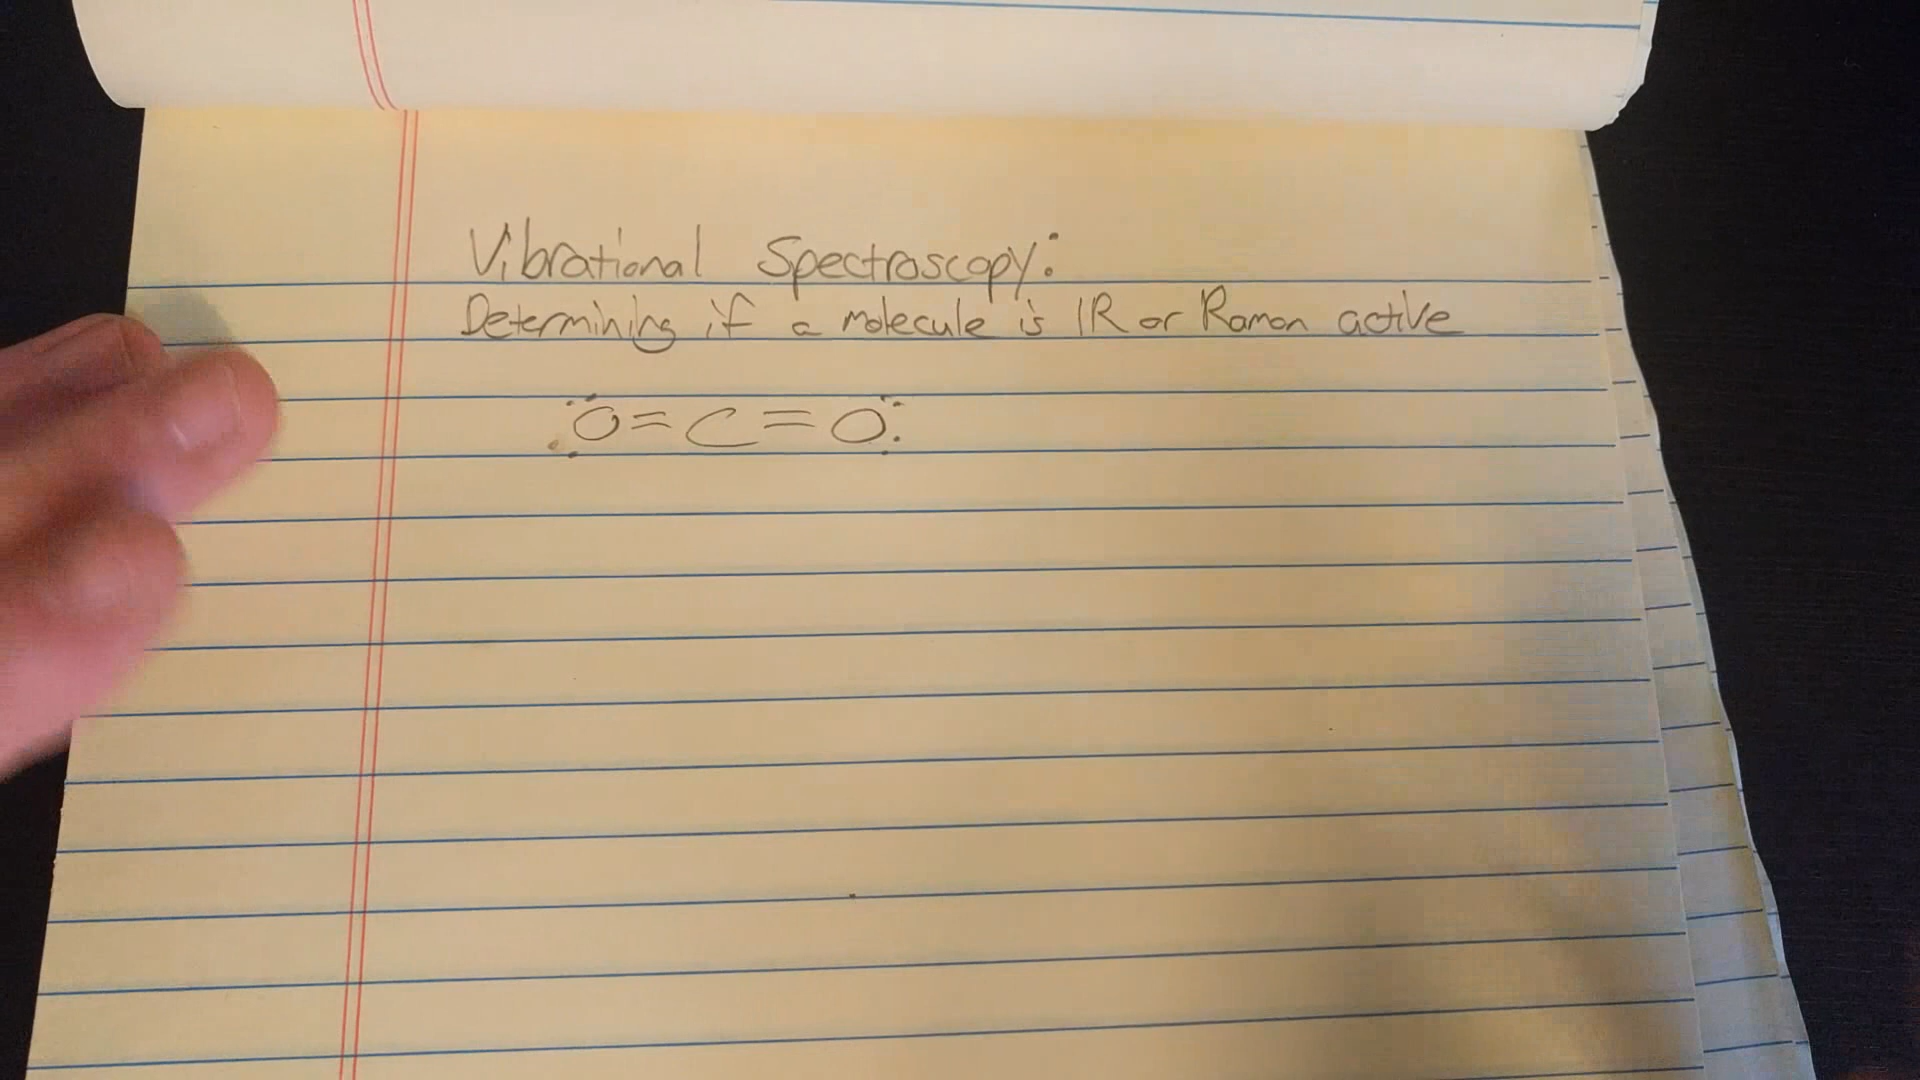 Vibrational Spectroscopy:
Determining if a molecule is IR or Raman active
:O=C=O: